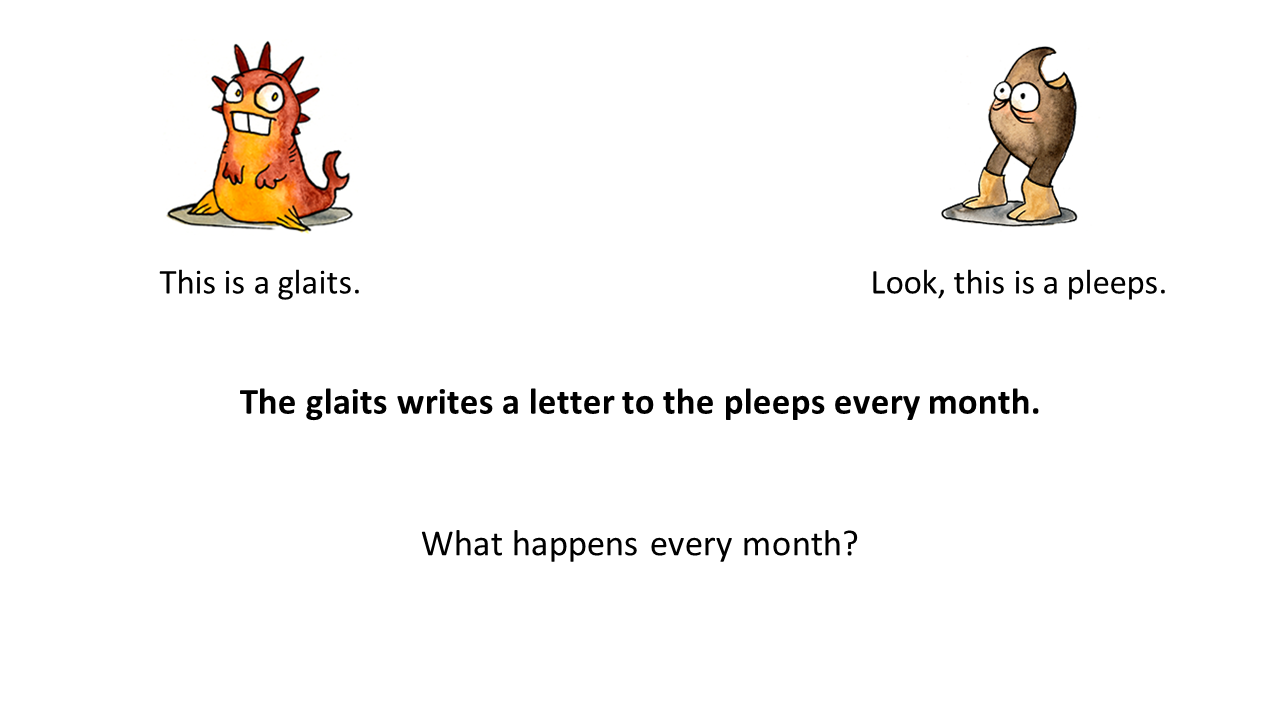 This is a glaits.
Look, this is a pleeps.
The glaits writes a letter to the pleeps every month.
What happens every month?